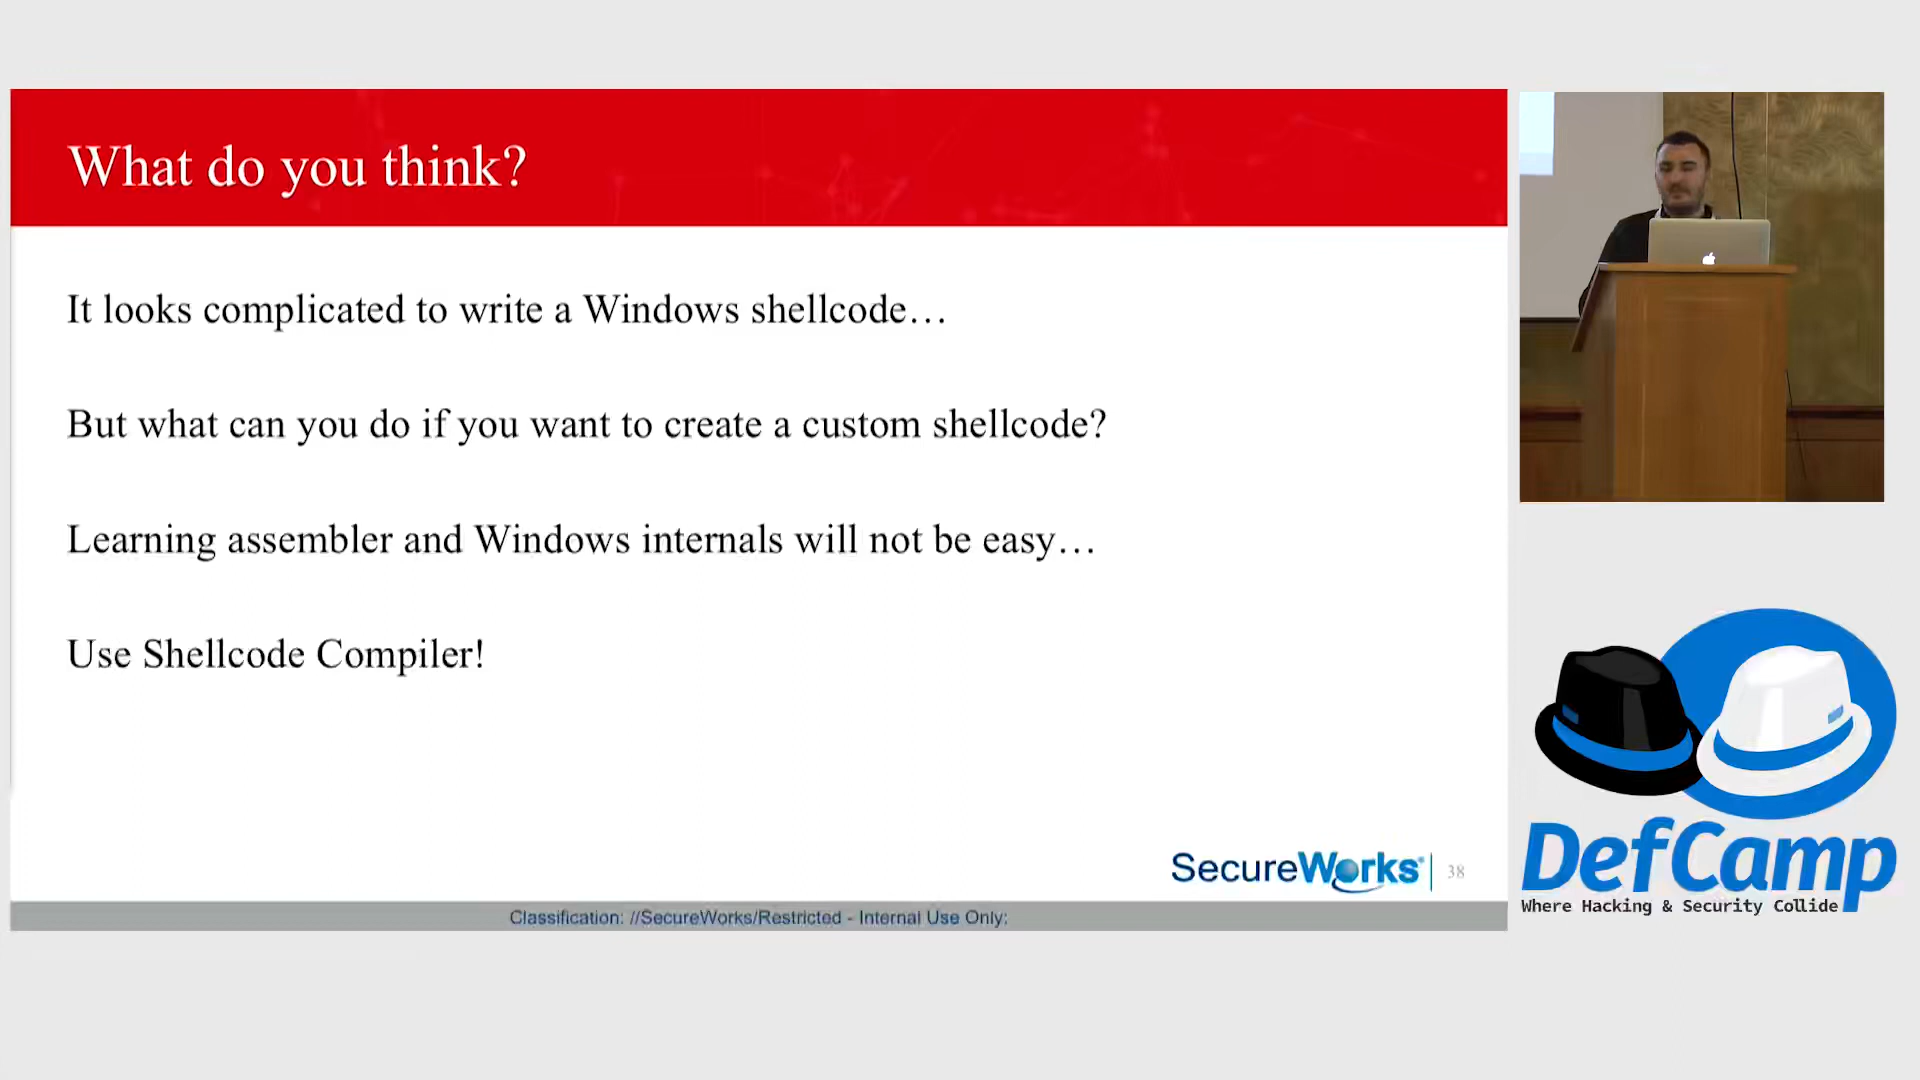 What do you think?
It looks complicated to write a Windows shellcode…
But what can you do if you want to create a custom shellcode?
Learning assembler and Windows internals will not be easy…
Use Shellcode Compiler!
SecureWorks 38
Classification: //SecureWorks/Restricted - Internal Use Only:
DefCamp
Where Hacking & Security Collide